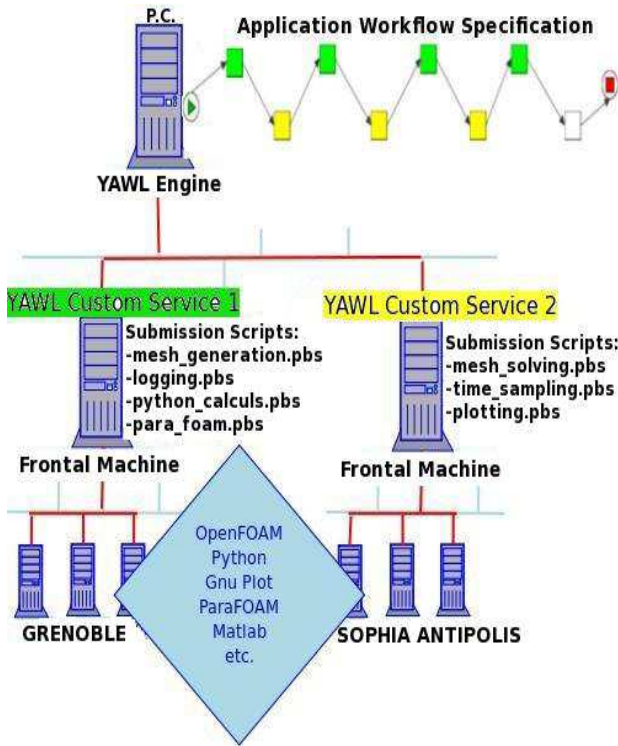 P.C.
Application Workflow Specification
YAWL Engine
YAWL Custom Service 1
Submission Scripts:
-mesh_generation.pbs
-logging.pbs
-python_calculs.pbs
-para_foam.pbs
Frontal Machine
YAWL Custom Service 2
Submission Scripts:
-mesh_solving.pbs
-time_sampling.pbs
-plotting.pbs
Frontal Machine
OpenFOAM
Python
Gnu Plot
ParaFOAM
Matlab
etc.
GRENOBLE
SOPHIA ANTIPOLIS